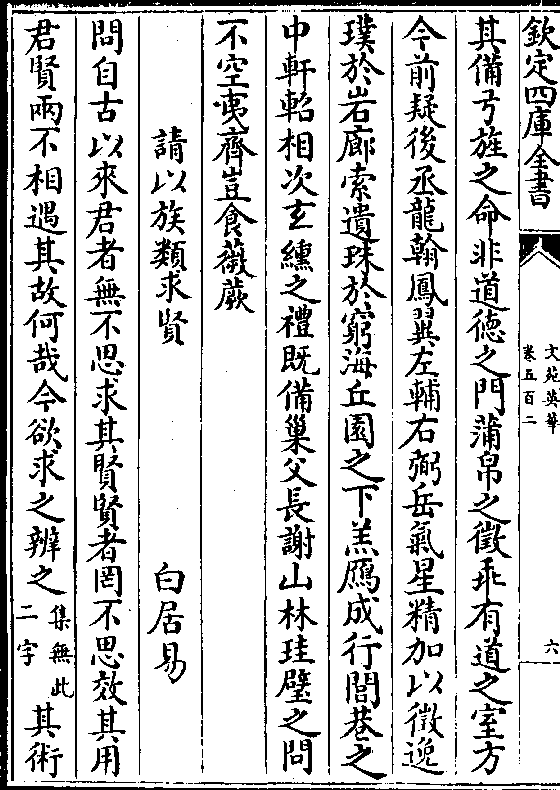 欽定四庫全書
文苑英華
卷五百二
六
其備弓旌之命非道德之門蒲帛之徵乖有道之室方
今前疑後丞龍翰鳳翼左輔右弼岳氣星精加以徵逸
璞於岩廊索遺珠於窮海丘園之下羔鴈成行閭巷之
中軒軺相次玄纁之禮既備巢父長謝山林珪璧之問
不空夷齊豈食薇蕨
請以族類求賢
白居易
問自古以來君者無不思求其賢賢者罔不思效其用
君賢兩不相遇其故何哉今欲求之辨之集無此二字其術